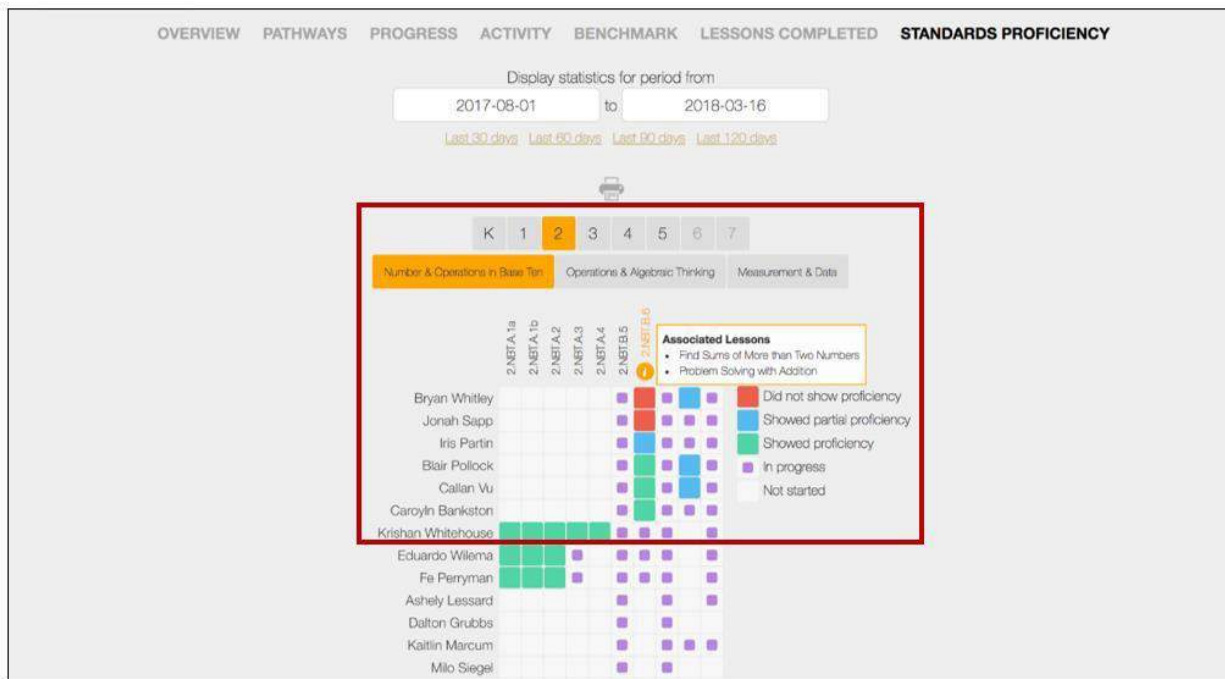 OVERVIEW PATHWAYS PROGRESS ACTIVITY BENCHMARK LESSONS COMPLETED STANDARDS PROFICIENCY
Display statistics for period from
2017-08-01 to 2018-03-16
Last 30 days Last 60 days Last 90 days Last 120 days
K 1 2 3 4 5 6 7
Number & Operations in Base Ten Operations & Algebraic Thinking Measurement & Data
2.NBT.A.1a
2.NBT.A.1b
2.NBT.A.2
2.NBT.A.3
2.NBT.A.4
2.NBT.B.5
2.NBT.B.6
Associated Lessons
• Find Sums of More than Two Numbers
• Problem Solving with Addition
Bryan Whitley
Jonah Sapp
Iris Partin
Blair Pollock
Callan Vu
Caroyln Bankston
Krishan Whitehouse
Eduardo Wilema
Fe Perryman
Ashely Lessard
Dalton Grubbs
Kaitlin Marcum
Milo Siegel
Did not show proficiency
Showed partial proficiency
Showed proficiency
In progress
Not started